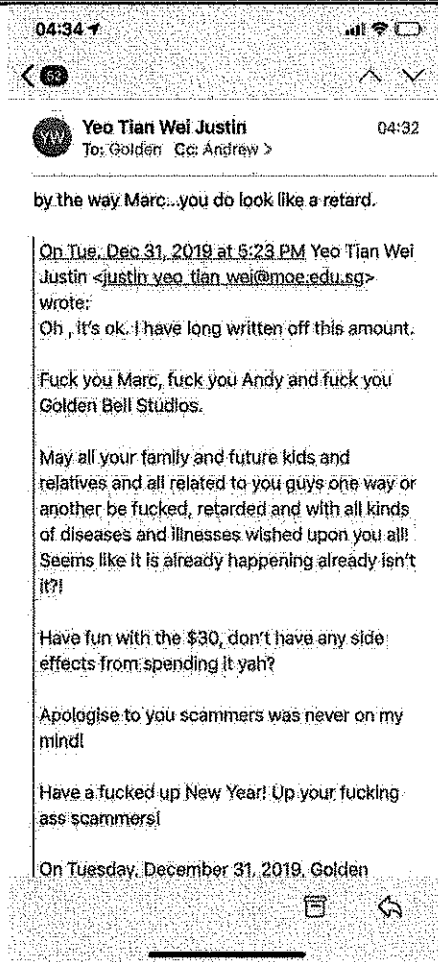 04:34
53
YW
Yeo Tian Wei Justin 04:32
To: Golden Cc: Andrew >
by the way Marc...you do look like a retard.
On Tue, Dec 31, 2019 at 5:23 PM Yeo Tian Wei
Justin <justin_yeo_tian_wei@moe.edu.sg>
wrote:
Oh , it's ok. I have long written off this amount.
Fuck you Marc, fuck you Andy and fuck you
Golden Bell Studios.
May all your family and future kids and
relatives and all related to you guys one way or
another be fucked, retarded and with all kinds
of diseases and illnesses wished upon you all!
Seems like it is already happening already isn't
it?!
Have fun with the $30, don't have any side
effects from spending it yah?
Apologise to you scammers was never on my
mind!
Have a fucked up New Year! Up your fucking
ass scammers!
On Tuesday, December 31, 2019, Golden